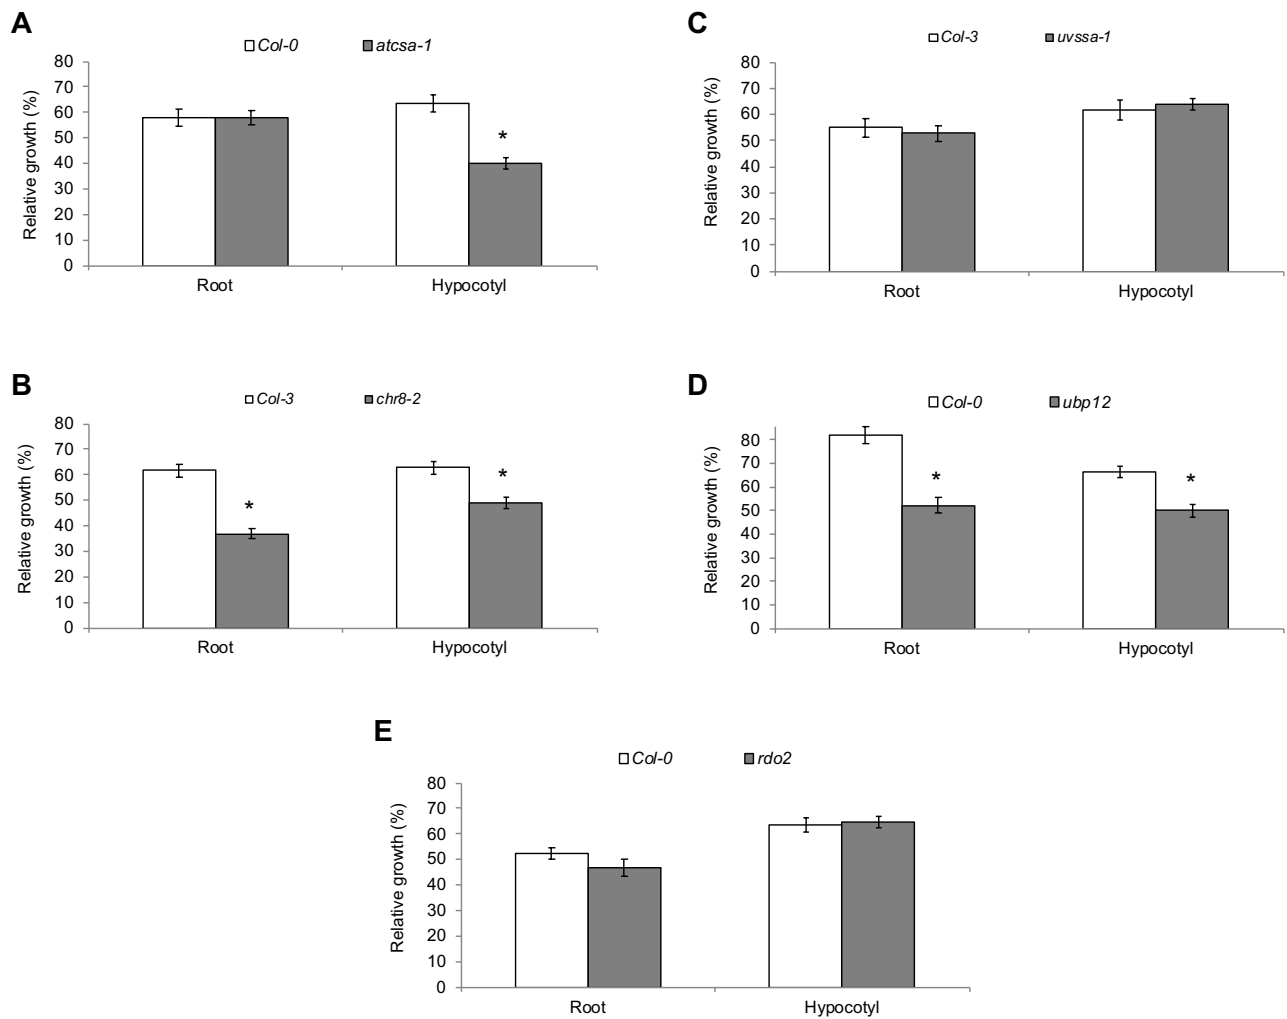 A
Col-0 atcsa-1
Relative growth (%)
80
70
60
50
40
30
20
10
0
*
Root Hypocotyl
B
Col-3 chr8-2
Relative growth (%)
80
70
60
50
40
30
20
10
0
*
*
Root Hypocotyl
C
Col-3 uvssa-1
Relative growth (%)
80
70
60
50
40
30
20
10
0
Root Hypocotyl
D
Col-0 ubp12
Relative growth (%)
80
70
60
50
40
30
20
10
0
*
*
Root Hypocotyl
E
Col-0 rdo2
Relative growth (%)
80
70
60
50
40
30
20
10
0
Root Hypocotyl